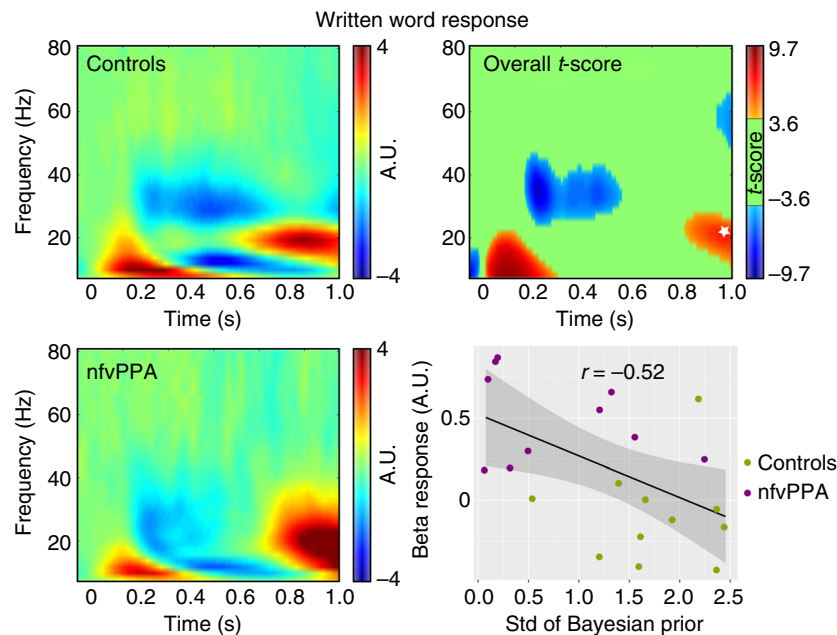 Written word response
80
60
40
20
Frequency (Hz)
Controls
0 0.2 0.4 0.6 0.8 1.0
Time (s)
4
A.U.
−4
80
60
40
20
Overall t-score
0 0.2 0.4 0.6 0.8 1.0
Time (s)
9.7
3.6
t-score
−3.6
−9.7
80
60
40
20
Frequency (Hz)
nfvPPA
0 0.2 0.4 0.6 0.8 1.0
Time (s)
4
A.U.
−4
r = −0.52
0.5
0
Beta response (A.U.)
0.0 0.5 1.0 1.5 2.0 2.5
Std of Bayesian prior
Controls
nfvPPA